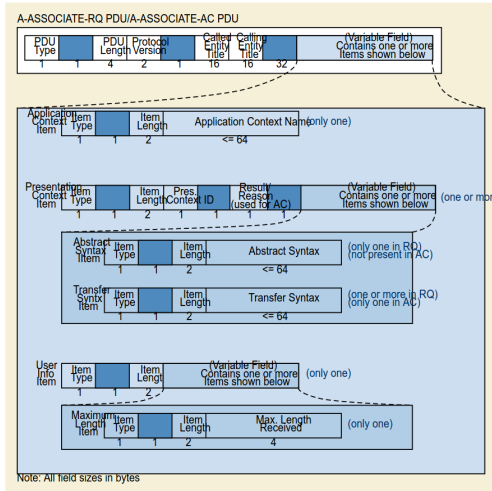 A-ASSOCIATE-RQ PDU/A-ASSOCIATE-AC PDU
PDU Type
PDU Length
Protocol Version
Called Entity Title
Calling Entity Title
(Variable Field) Contains one or more Items shown below
1 1 4 2 1 16 16 32
Application Context Item
Item Type
Item Length
Application Context Name
(only one)
1 1 2 <= 64
Presentation Context Item
Item Type
Item Length
Pres. Context ID
Result/ Reason (used for AC)
(Variable Field) Contains one or more Items shown below
(one or mor
1 1 2 1 1 1 1
Abstract Syntax Item
Item Type
Item Length
Abstract Syntax
(only one in RQ)
(not present in AC)
1 1 2 <= 64
Transfer Syntx Item
Item Type
Item Length
Transfer Syntax
(one or more in RQ)
(only one in AC)
1 1 2 <= 64
User Info Item
Item Type
Item Length
(Variable Field) Contains one or more Items shown below
(only one)
1 1 2
Maximum Length Item
Item Type
Item Length
Max. Length Received
(only one)
1 1 2 4
Note: All field sizes in bytes